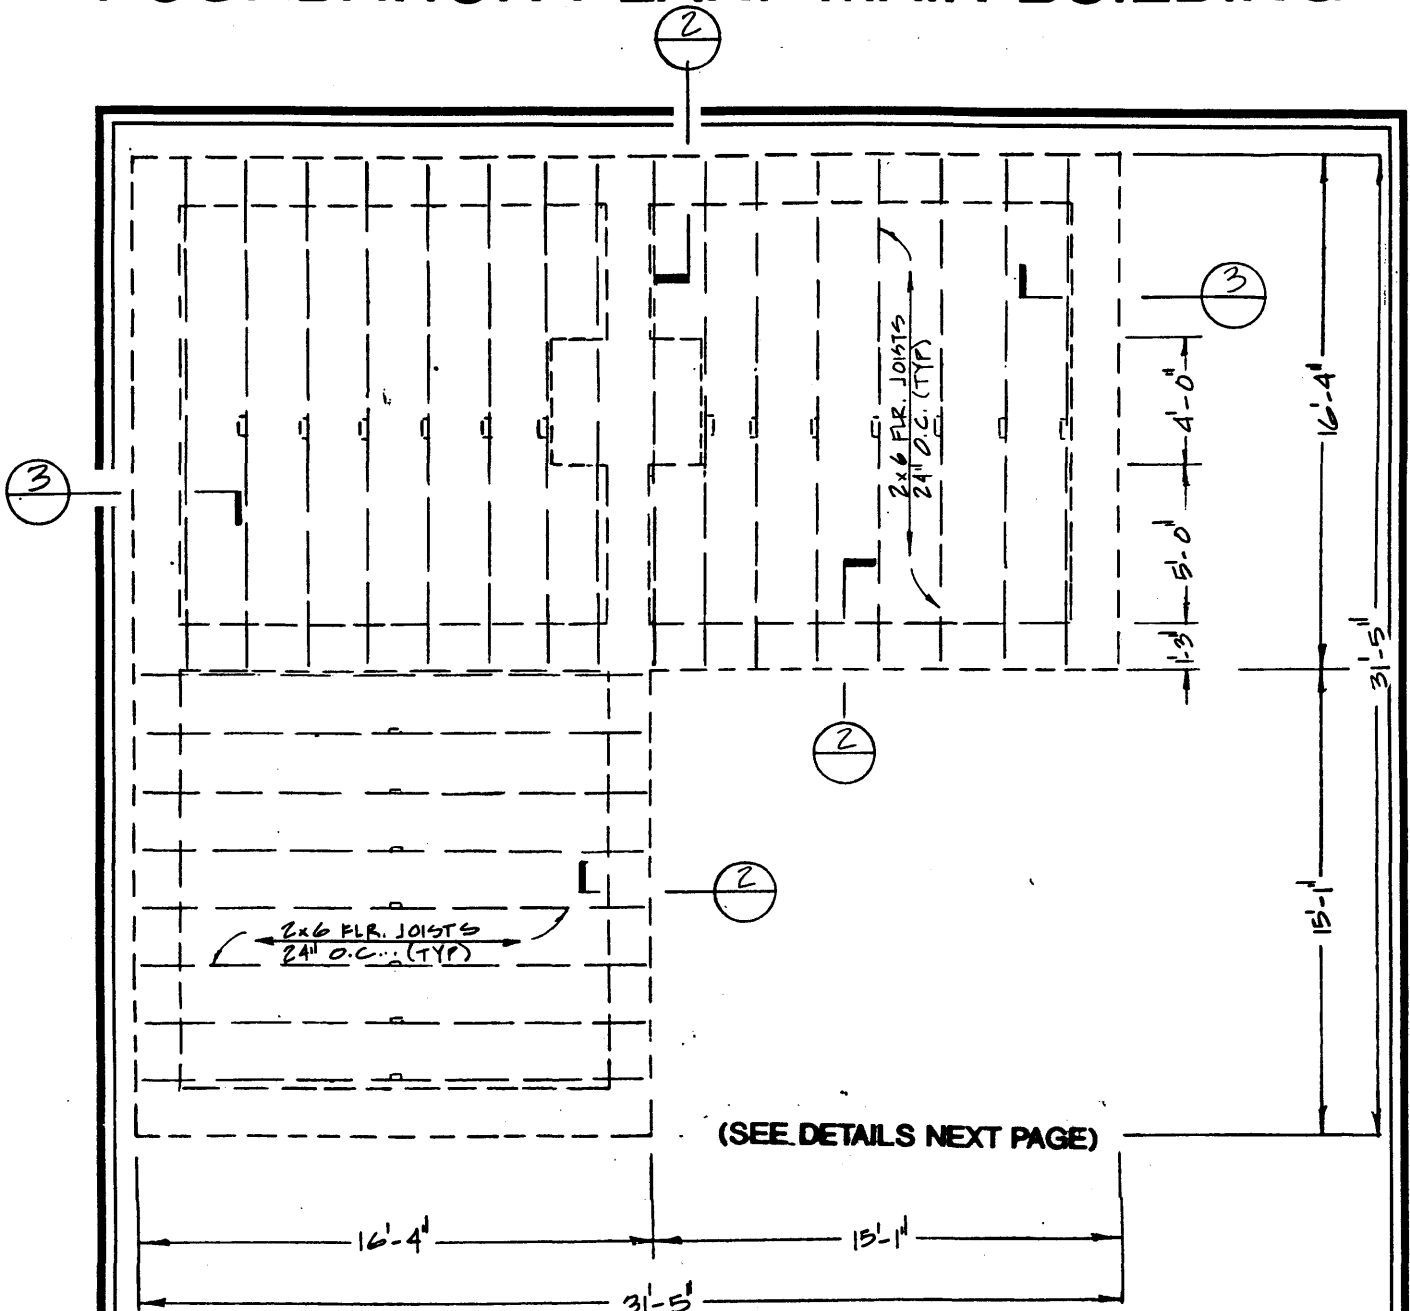 2
3
2x6 FLR. JOISTS
24" O.C. (TYP)
4'-0"
16'-4"
3
5'-0"
1'-3"
31'-5"
2
2
15'-1"
2x6 FLR. JOISTS
24" O.C. (TYP)
(SEE DETAILS NEXT PAGE)
16'-4"
15'-1"
31'-5"